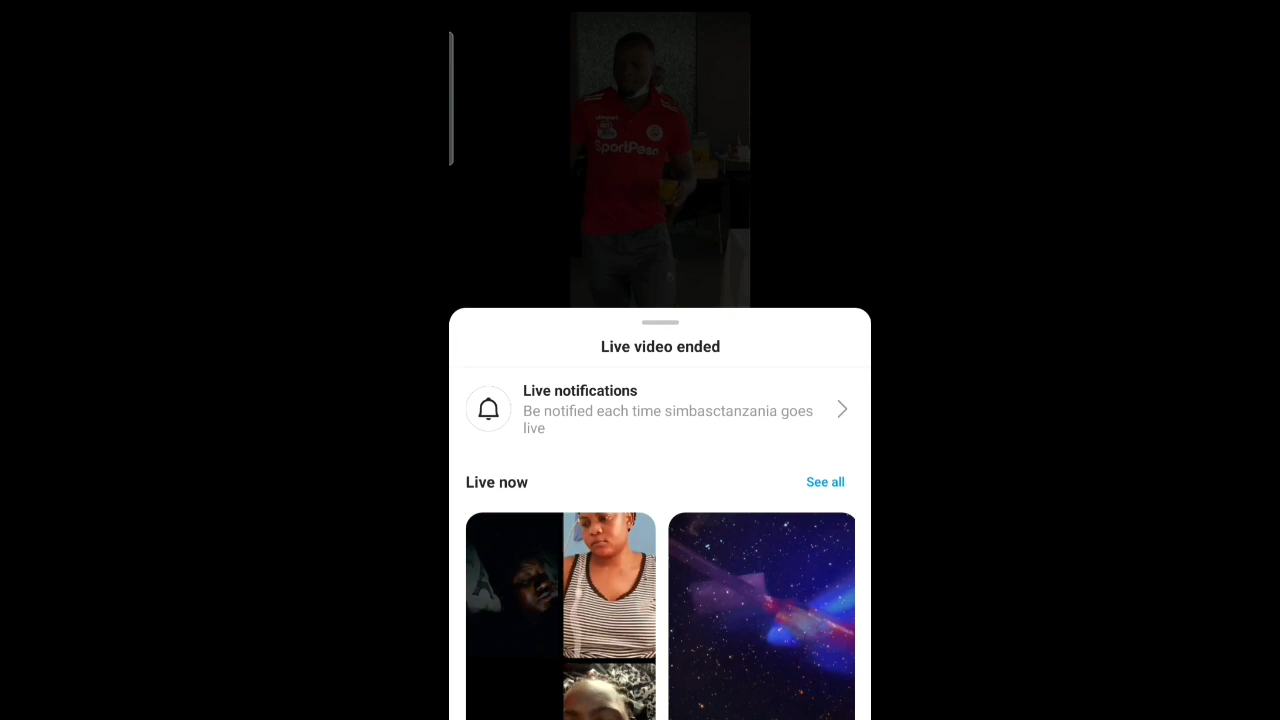 SportPesa
Live video ended
Live notifications
Be notified each time simbasctanzania goes
live
Live now
See all